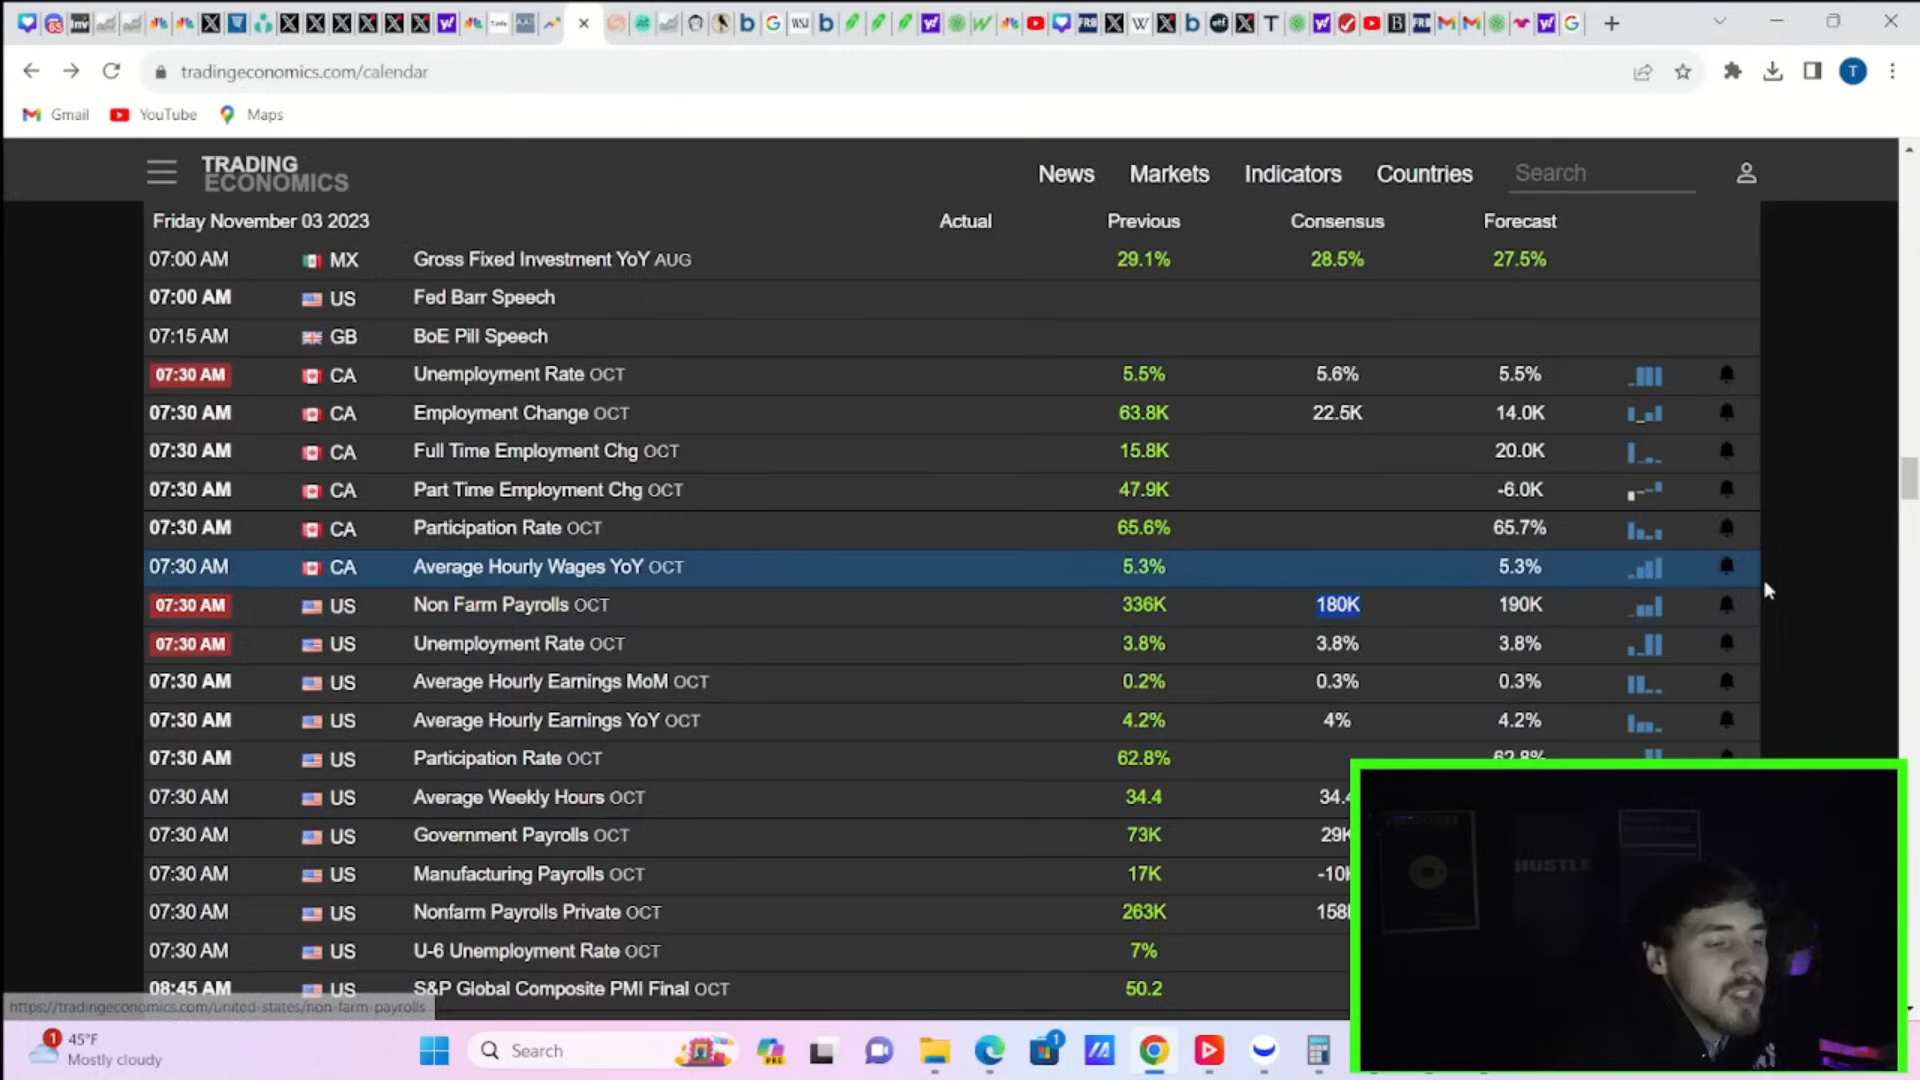 tradingeconomics.com/calendar
Gmail YouTube Maps
TRADING ECONOMICS News Markets Indicators Countries Search
Friday November 03 2023 Actual Previous Consensus Forecast
07:00 AM MX Gross Fixed Investment YoY AUG 29.1% 28.5% 27.5%
07:00 AM US Fed Barr Speech
07:15 AM GB BoE Pill Speech
07:30 AM CA Unemployment Rate OCT 5.5% 5.6% 5.5%
07:30 AM CA Employment Change OCT 63.8K 22.5K 14.0K
07:30 AM CA Full Time Employment Chg OCT 15.8K 20.0K
07:30 AM CA Part Time Employment Chg OCT 47.9K -6.0K
07:30 AM CA Participation Rate OCT 65.6% 65.7%
07:30 AM CA Average Hourly Wages YoY OCT 5.3% 5.3%
07:30 AM US Non Farm Payrolls OCT 336K 180K 190K
07:30 AM US Unemployment Rate OCT 3.8% 3.8% 3.8%
07:30 AM US Average Hourly Earnings MoM OCT 0.2% 0.3% 0.3%
07:30 AM US Average Hourly Earnings YoY OCT 4.2% 4% 4.2%
07:30 AM US Participation Rate OCT 62.8% 62.8%
07:30 AM US Average Weekly Hours OCT 34.4 34.4
07:30 AM US Government Payrolls OCT 73K 29K
07:30 AM US Manufacturing Payrolls OCT 17K -10K
07:30 AM US Nonfarm Payrolls Private OCT 263K 158K
07:30 AM US U-6 Unemployment Rate OCT 7%
08:45 AM US S&P Global Composite PMI Final OCT 50.2
https://tradingeconomics.com/united-states/non-farm-payrolls
HUSTLE
45°F
Mostly cloudy
Search